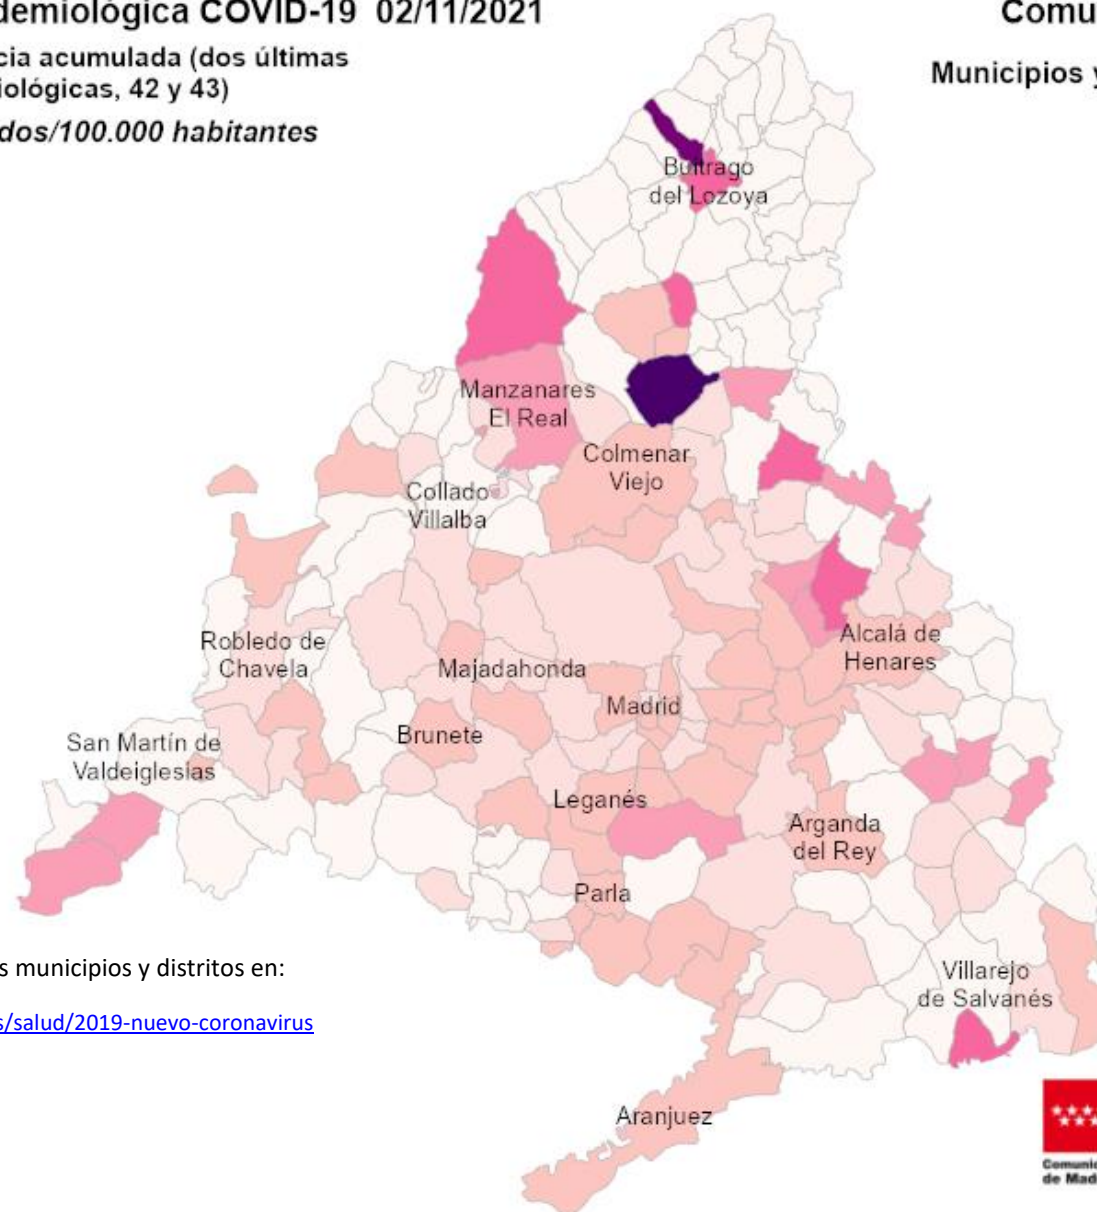 demiológica COVID-19 02/11/2021
Comu
cia acumulada (dos últimas
iológicas, 42 y 43)
Municipios y
dos/100.000 habitantes
Buitrago
del Lozoya
Manzanares
El Real
Colmenar
Viejo
Collado
Villalba
Robledo de
Chavela
Majadahonda
Alcalá de
Henares
Madrid
Brunete
San Martín de
Valdeiglesias
Leganés
Arganda
del Rey
Parla
s municipios y distritos en:
Villarejo
de Salvanés
s/salud/2019-nuevo-coronavirus
Aranjuez
Comunic
de Mad